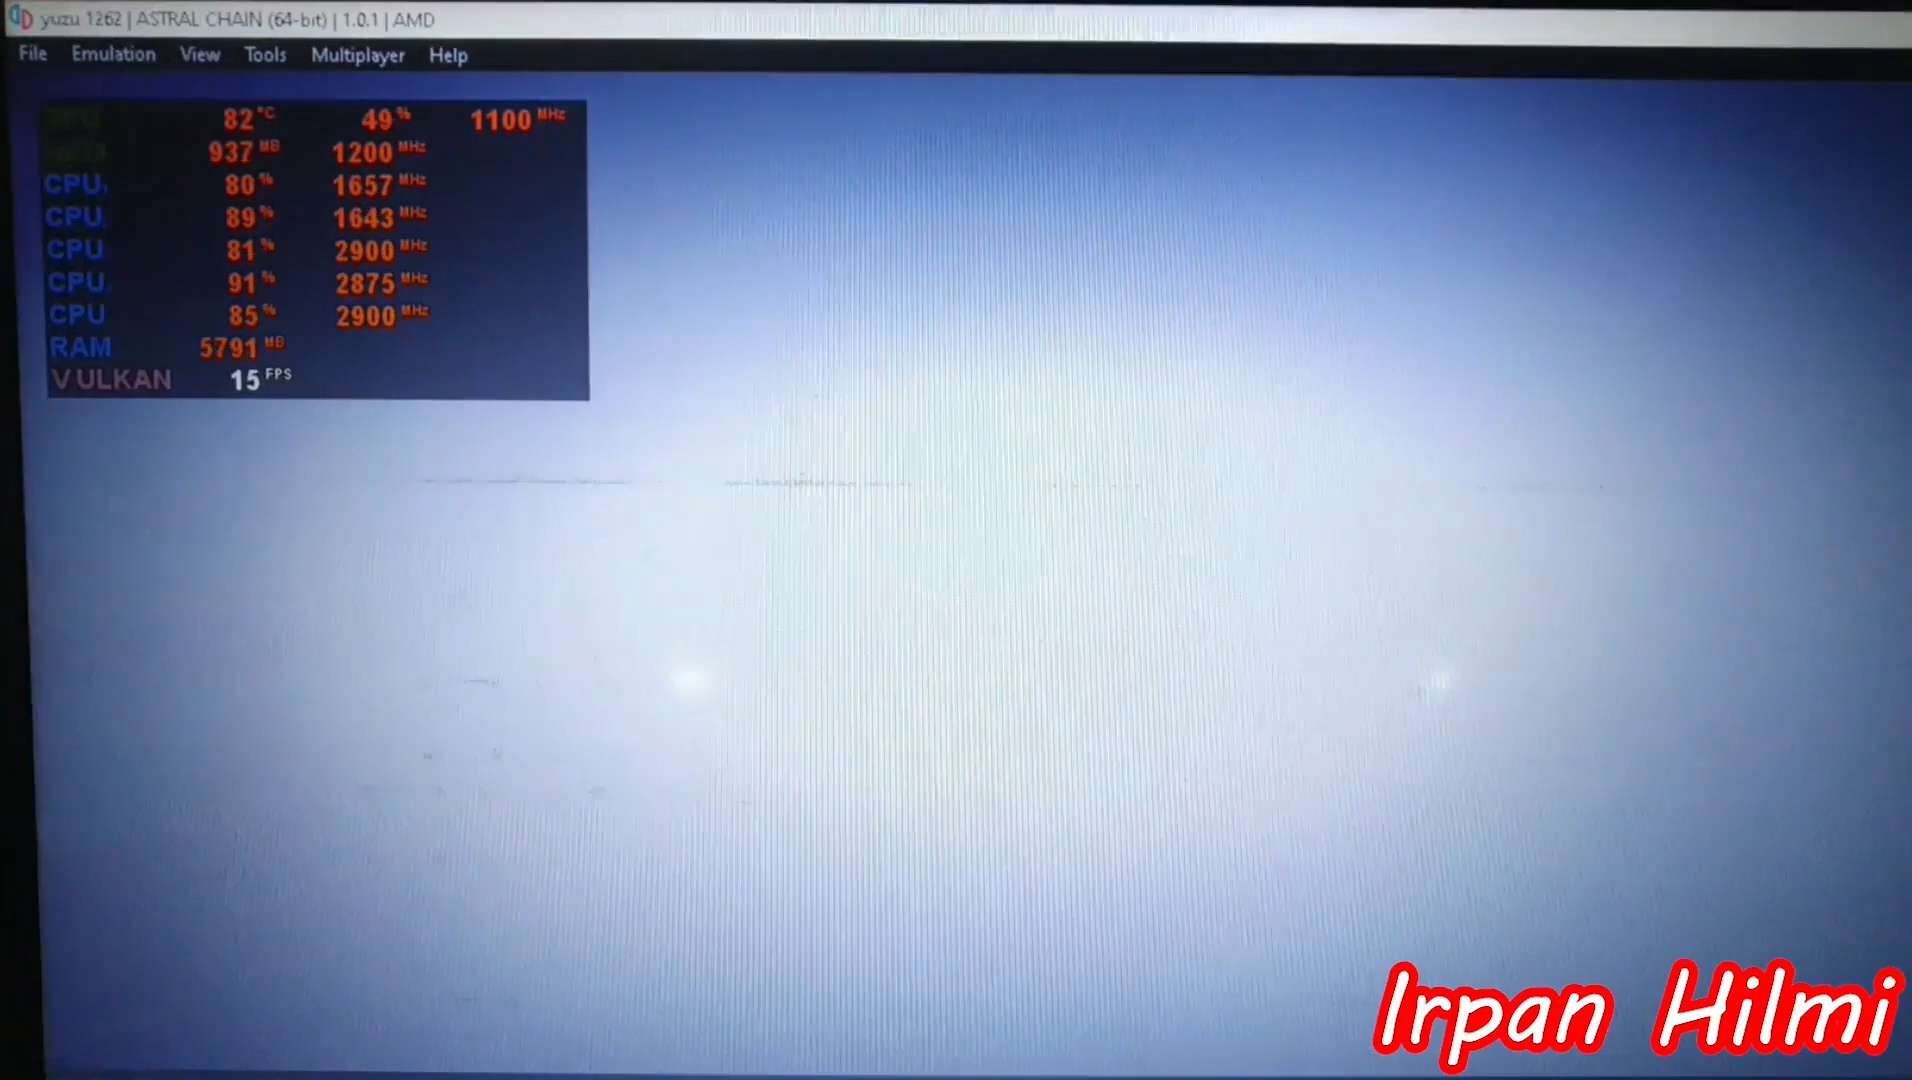 yuzu 1262 | ASTRAL CHAIN (64-bit) | 1.0.1 | AMD
File Emulation View Tools Multiplayer Help
82 °C 49 % 1100 MHz
937 MB 1200 MHz
CPU 80 % 1657 MHz
CPU 89 % 1643 MHz
CPU 81 % 2900 MHz
CPU 91 % 2875 MHz
CPU 85 % 2900 MHz
RAM 5791 MB
VULKAN 15 FPS
Irpan Hilmi